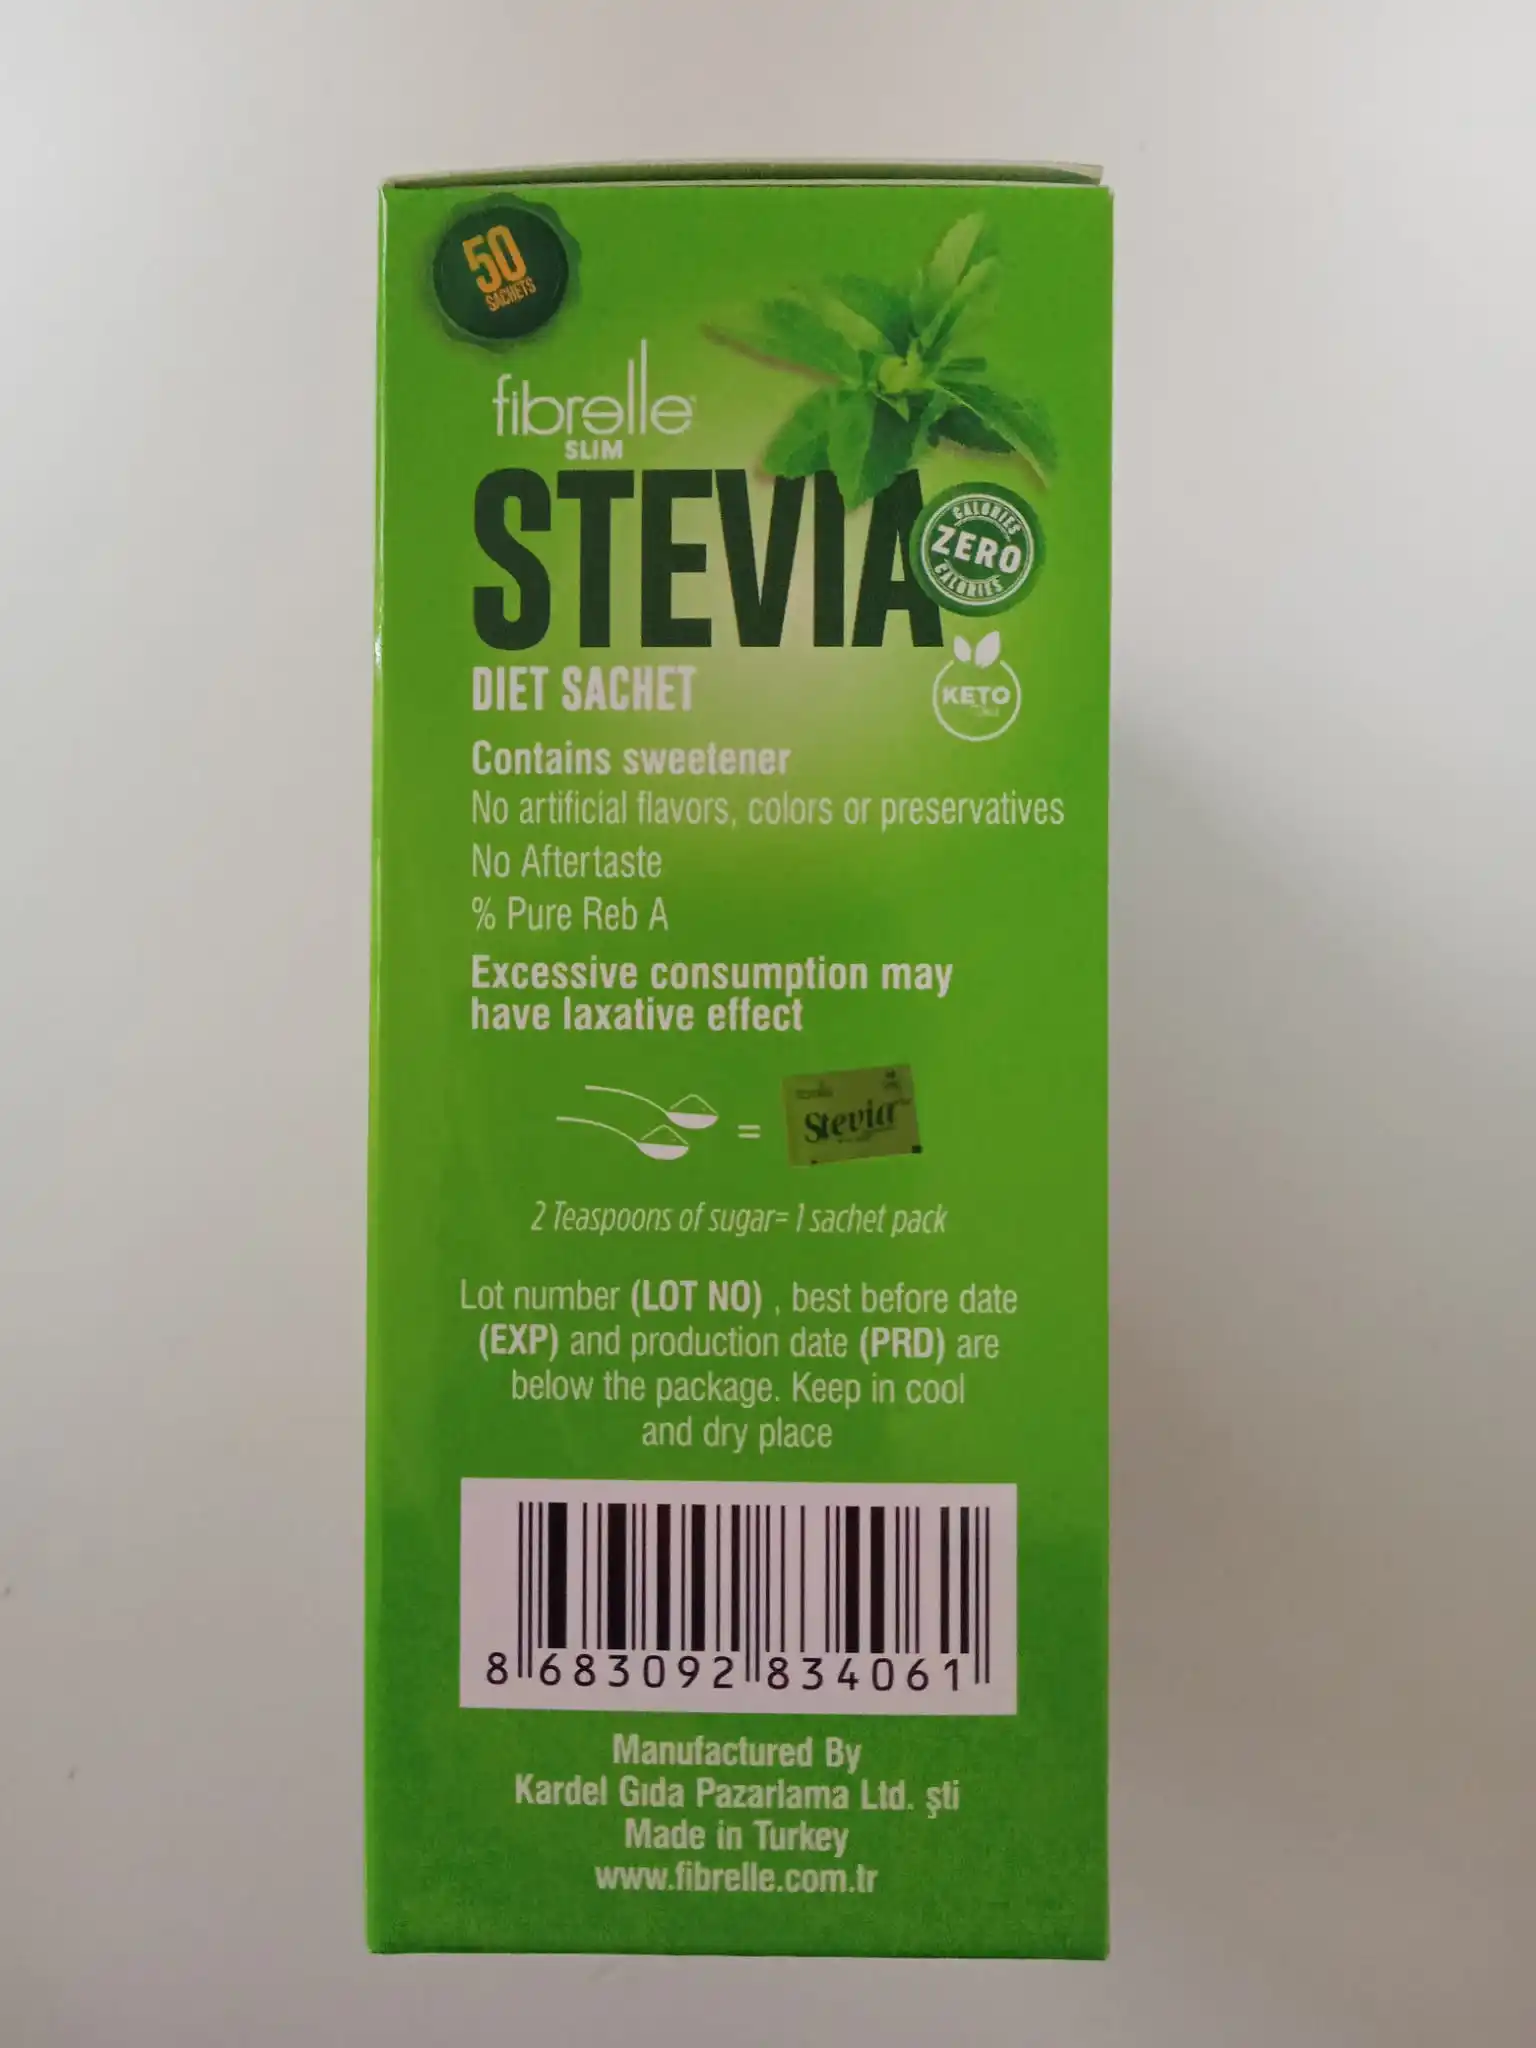 50
SACHETS
fibrelle
SLIM
STEVIA
CALORIES
ZERO
CALORIES
DIET SACHET
KETO
Contains sweetener
No artificial flavors, colors or preservatives
No Aftertaste
% Pure Reb A
Excessive consumption may
have laxative effect
Stevia
=
2 Teaspoons of sugar= 1 sachet pack
Lot number (LOT NO) , best before date
(EXP) and production date (PRD) are
below the package. Keep in cool
and dry place
8 683092 834061
Manufactured By
Kardel Gıda Pazarlama Ltd. şti
Made in Turkey
www.fibrelle.com.tr